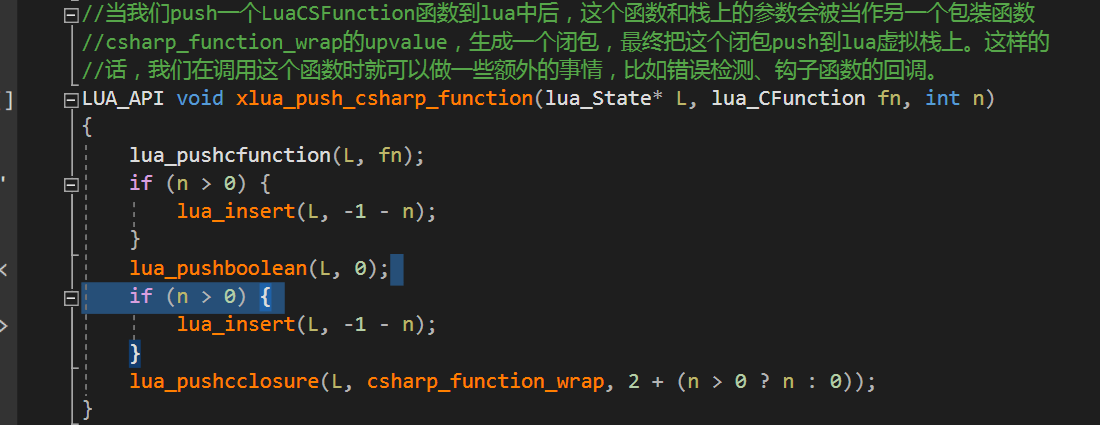 //当我们push一个LuaCSFunction函数到lua中后，这个函数和栈上的参数会被当作另一个包装函数
//csharp_function_wrap的upvalue，生成一个闭包，最终把这个闭包push到lua虚拟栈上。这样的
//话，我们在调用这个函数时就可以做一些额外的事情，比如错误检测、钩子函数的回调。
LUA_API void xlua_push_csharp_function(lua_State* L, lua_CFunction fn, int n)
{
    lua_pushcfunction(L, fn);
    if (n > 0) {
        lua_insert(L, -1 - n);
    }
    lua_pushboolean(L, 0);
    if (n > 0) {
        lua_insert(L, -1 - n);
    }
    lua_pushcclosure(L, csharp_function_wrap, 2 + (n > 0 ? n : 0));
}